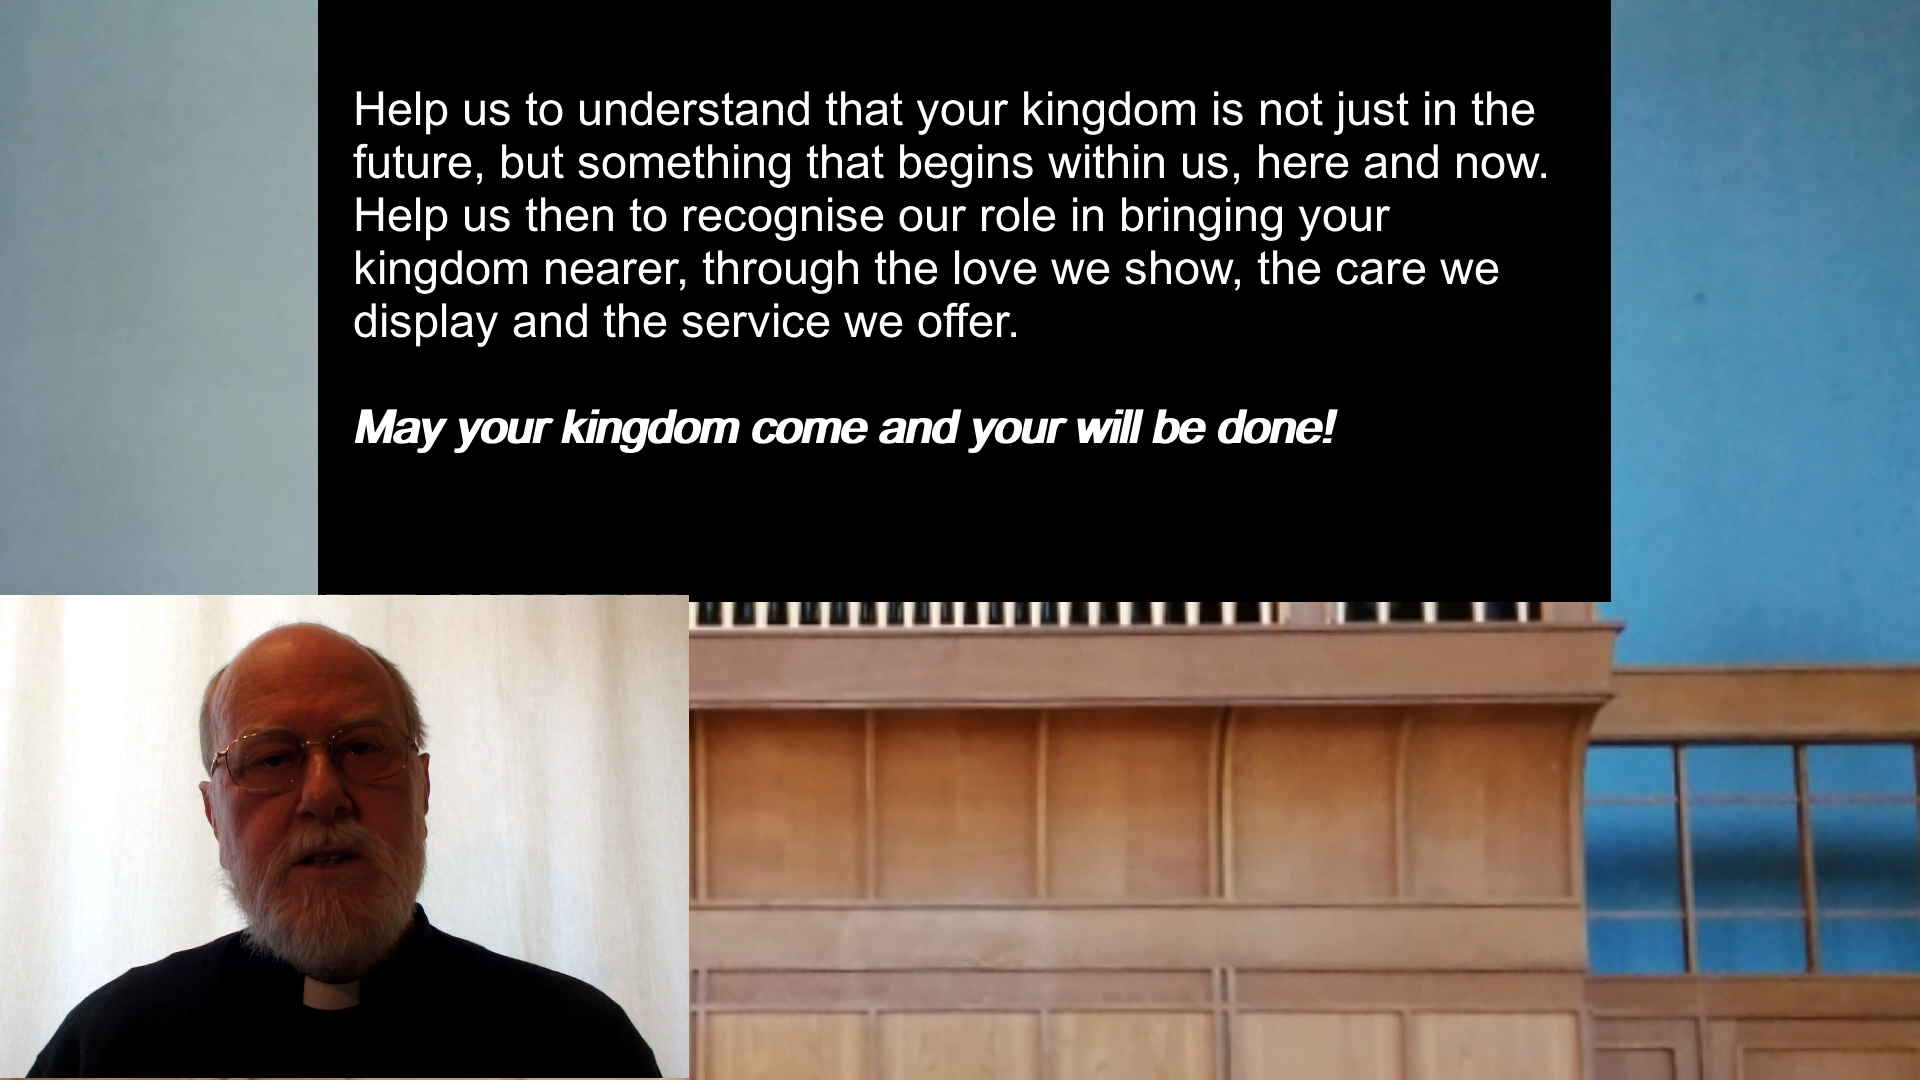 Help us to understand that your kingdom is not just in the
future, but something that begins within us, here and now.
Help us then to recognise our role in bringing your
kingdom nearer, through the love we show, the care we
display and the service we offer.
May your kingdom come and your will be done!